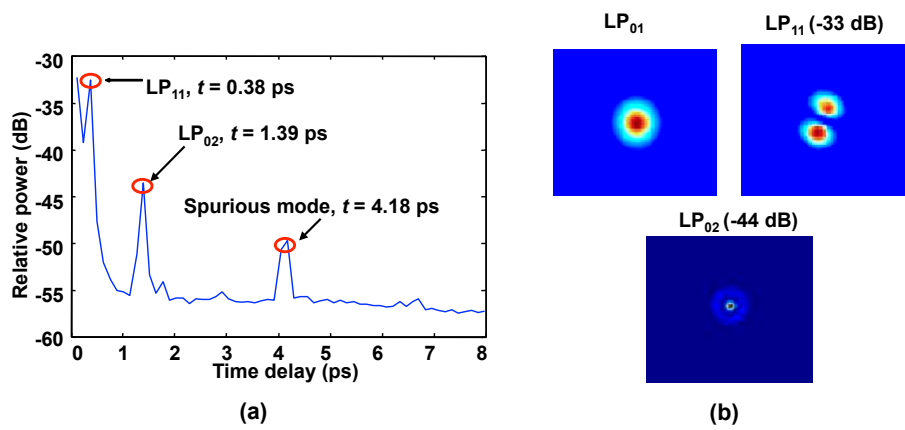 -30
-35
-40
-45
-50
-55
-60
Relative power (dB)
0 1 2 3 4 5 6 7 8
Time delay (ps)
LP₁₁, t = 0.38 ps
LP₀₂, t = 1.39 ps
Spurious mode, t = 4.18 ps
(a)
LP₀₁
LP₁₁ (-33 dB)
LP₀₂ (-44 dB)
(b)